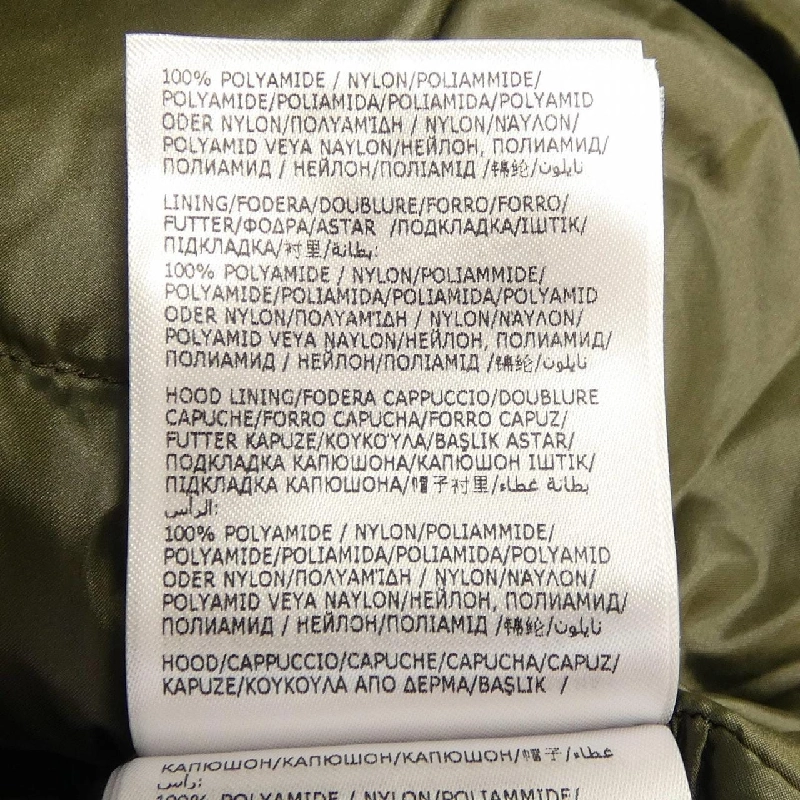 100% POLYAMIDE / NYLON/POLIAMMIDE/
POLYAMIDE/POLIAMIDA/POLIAMIDA/POLYAMID
ODER NYLON/ΠΟΛΥΑΜΊΔΗ / NYLON/ΝΆΥΛΟΝ/
POLYAMID VEYA NAYLON/НЕЙЛОН, ПОЛИАМИД/
ПОЛИАМИД / НЕЙЛОН/ПОЛІАМІД /锦纶/نايلون
LINING/FODERA/DOUBLURE/FORRO/FORRO/
FUTTER/ΦΟΔΡΑ/ASTAR /ПОДКЛАДКА/ІШТІК/
ПІДКЛАДКА/衬里/بطانة:
100% POLYAMIDE / NYLON/POLIAMMIDE/
POLYAMIDE/POLIAMIDA/POLIAMIDA/POLYAMID
ODER NYLON/ΠΟΛΥΑΜΊΔΗ / NYLON/ΝΆΥΛΟΝ/
POLYAMID VEYA NAYLON/НЕЙЛОН, ПОЛИАМИД/
ПОЛИАМИД / НЕЙЛОН/ПОЛІАМІД /锦纶/نايلون
HOOD LINING/FODERA CAPPUCCIO/DOUBLURE
CAPUCHE/FORRO CAPUCHA/FORRO CAPUZ/
FUTTER KAPUZE/ΚΟΥΚΟΎΛΑ/BAŞLIK ASTAR/
ПОДКЛАДКА КАПЮШОНА/КАПЮШОН ІШТІК/
ПІДКЛАДКА КАПЮШОНА/帽子衬里/بطانة غطاء
الرأس:
100% POLYAMIDE / NYLON/POLIAMMIDE/
POLYAMIDE/POLIAMIDA/POLIAMIDA/POLYAMID
ODER NYLON/ΠΟΛΥΑΜΊΔΗ / NYLON/ΝΆΥΛΟΝ/
POLYAMID VEYA NAYLON/НЕЙЛОН, ПОЛИАМИД/
ПОЛИАМИД / НЕЙЛОН/ПОЛІАМІД /锦纶/نايلون
HOOD/CAPPUCCIO/CAPUCHE/CAPUCHA/CAPUZ/
KAPUZE/ΚΟΥΚΟΥΛΑ ΑΠΟ ΔΕΡΜΑ/BAŞLIK /
КАПЮШОН/КАПЮШОН/КАПЮШОН/帽子/غطاء
رأس:
100% POLYAMIDE / NYLON/POLIAMMIDE/